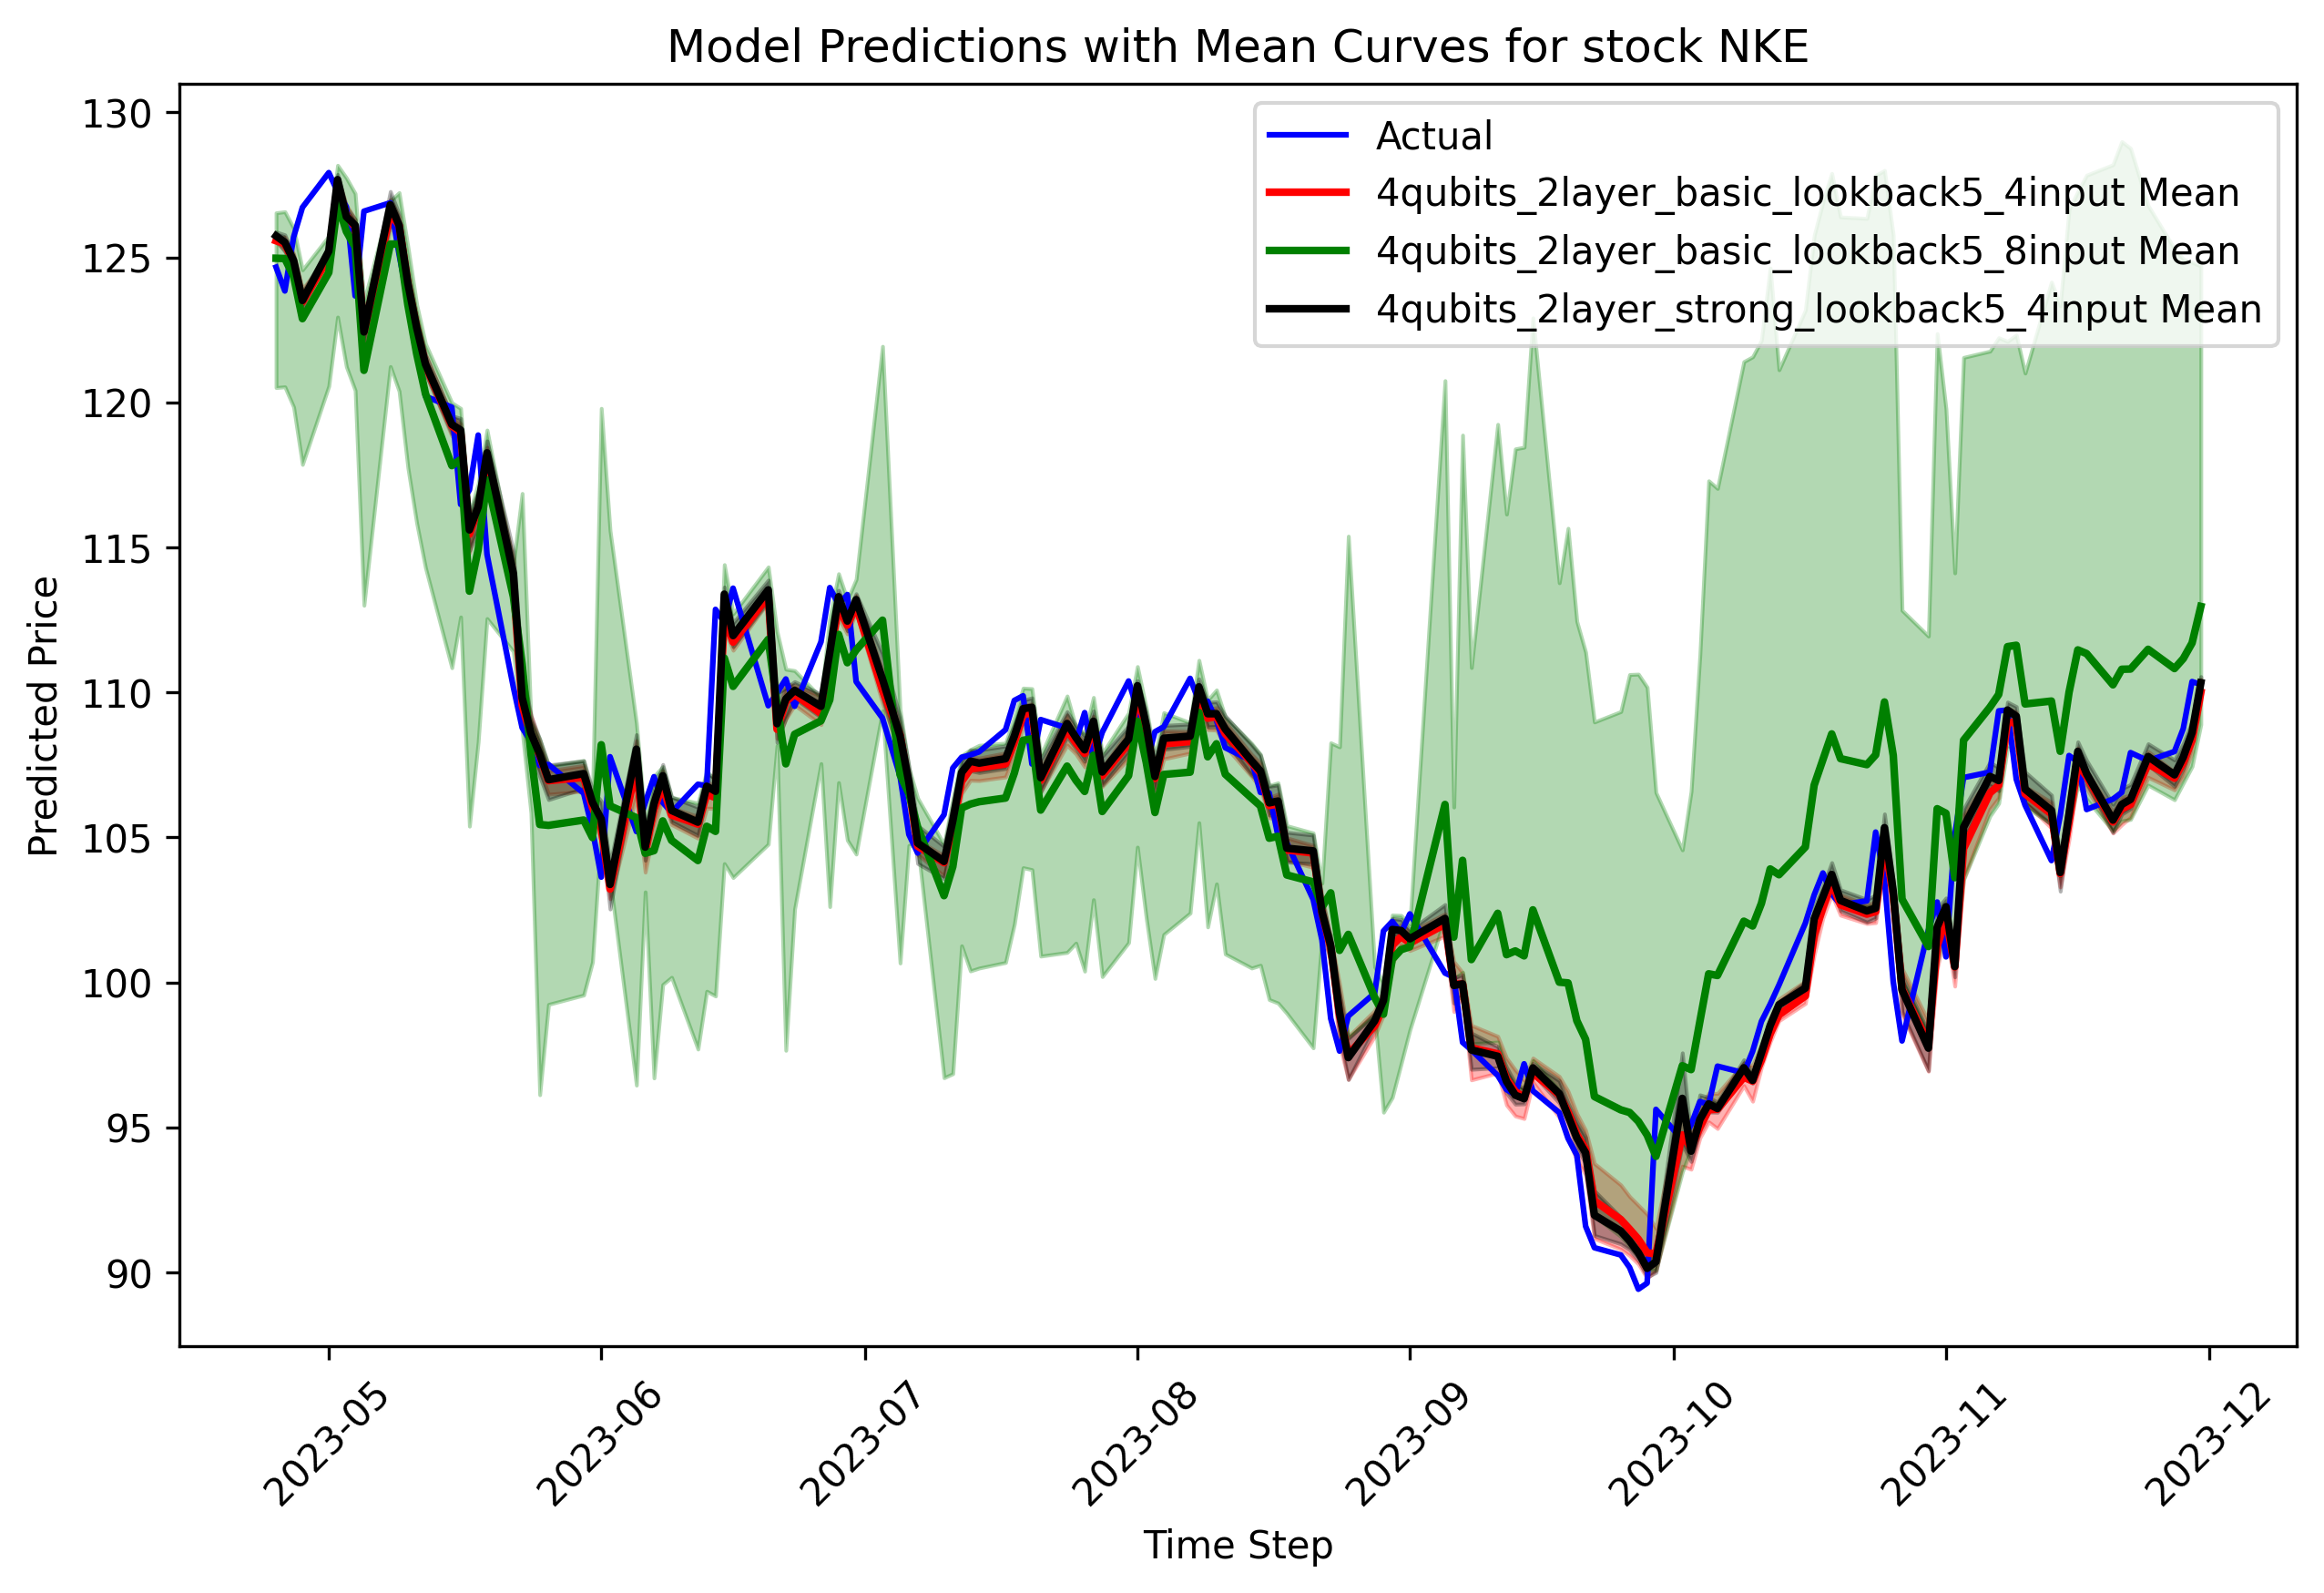 Model Predictions with Mean Curves for stock NKE
Actual
4qubits_2layer_basic_lookback5_4input Mean
4qubits_2layer_basic_lookback5_8input Mean
4qubits_2layer_strong_lookback5_4input Mean
Predicted Price
130
125
120
115
110
105
100
95
90
2023-05
2023-06
2023-07
2023-08
2023-09
2023-10
2023-11
2023-12
Time Step